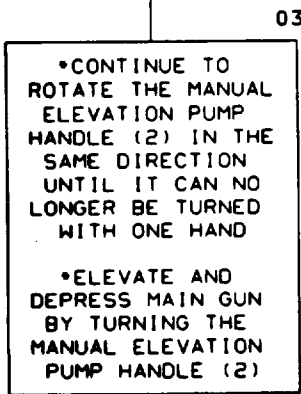 03
•CONTINUE TO
ROTATE THE MANUAL
ELEVATION PUMP
HANDLE (2) IN THE
SAME DIRECTION
UNTIL IT CAN NO
LONGER BE TURNED
WITH ONE HAND
•ELEVATE AND
DEPRESS MAIN GUN
BY TURNING THE
MANUAL ELEVATION
PUMP HANDLE (2)